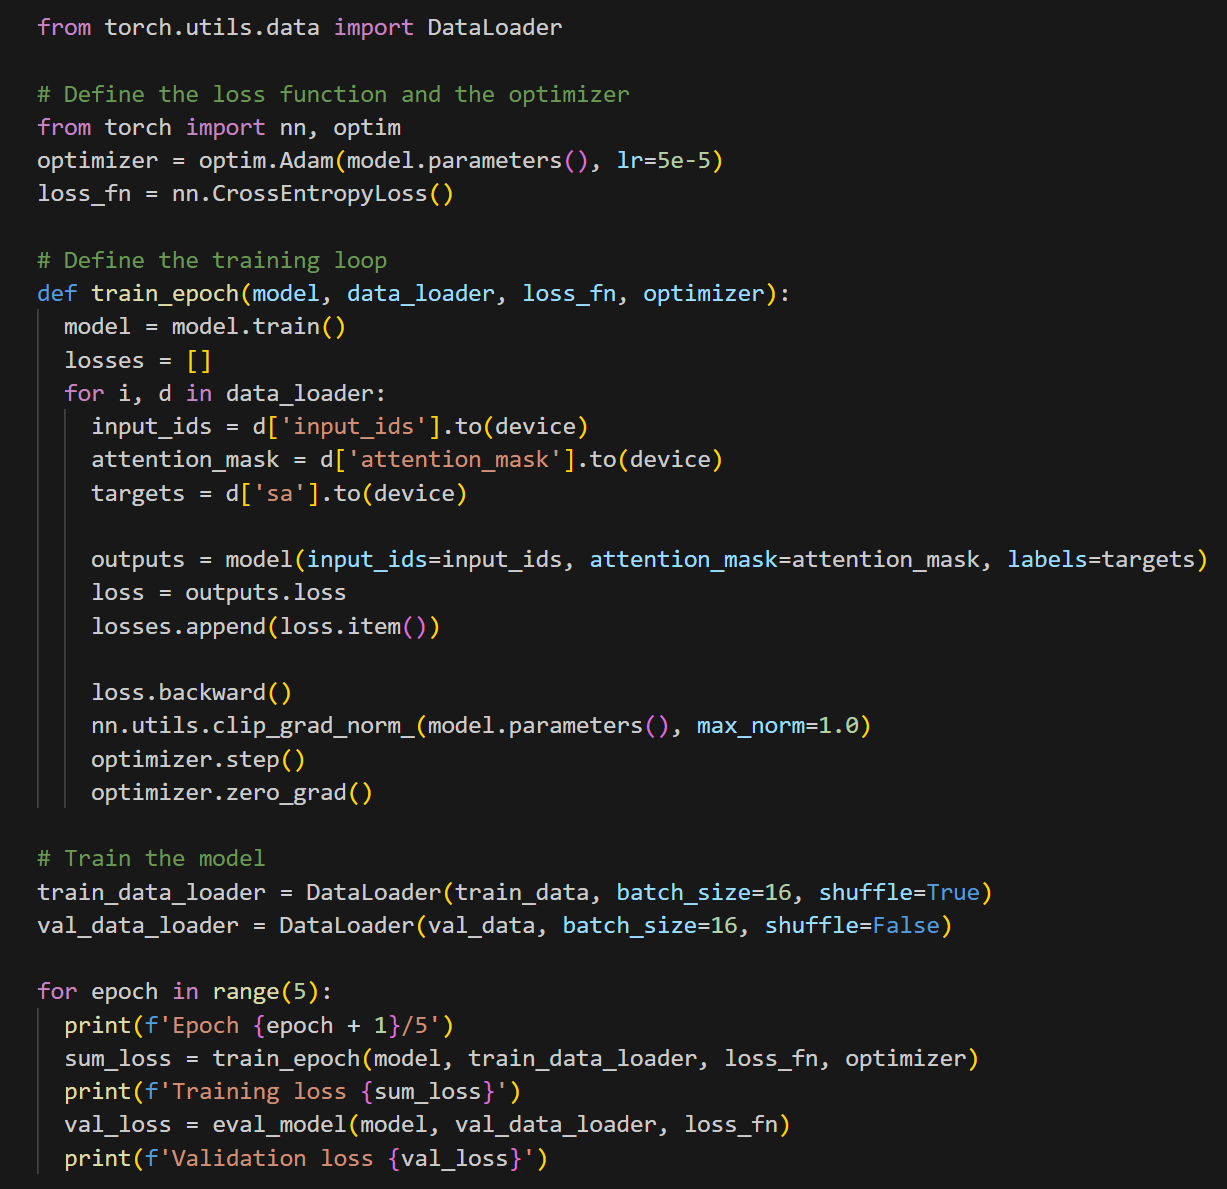 from torch.utils.data import DataLoader

# Define the loss function and the optimizer
from torch import nn, optim
optimizer = optim.Adam(model.parameters(), lr=5e-5)
loss_fn = nn.CrossEntropyLoss()

# Define the training loop
def train_epoch(model, data_loader, loss_fn, optimizer):
  model = model.train()
  losses = []
  for i, d in data_loader:
    input_ids = d['input_ids'].to(device)
    attention_mask = d['attention_mask'].to(device)
    targets = d['sa'].to(device)

    outputs = model(input_ids=input_ids, attention_mask=attention_mask, labels=targets)
    loss = outputs.loss
    losses.append(loss.item())

    loss.backward()
    nn.utils.clip_grad_norm_(model.parameters(), max_norm=1.0)
    optimizer.step()
    optimizer.zero_grad()

# Train the model
train_data_loader = DataLoader(train_data, batch_size=16, shuffle=True)
val_data_loader = DataLoader(val_data, batch_size=16, shuffle=False)

for epoch in range(5):
  print(f'Epoch {epoch + 1}/5')
  sum_loss = train_epoch(model, train_data_loader, loss_fn, optimizer)
  print(f'Training loss {sum_loss}')
  val_loss = eval_model(model, val_data_loader, loss_fn)
  print(f'Validation loss {val_loss}')